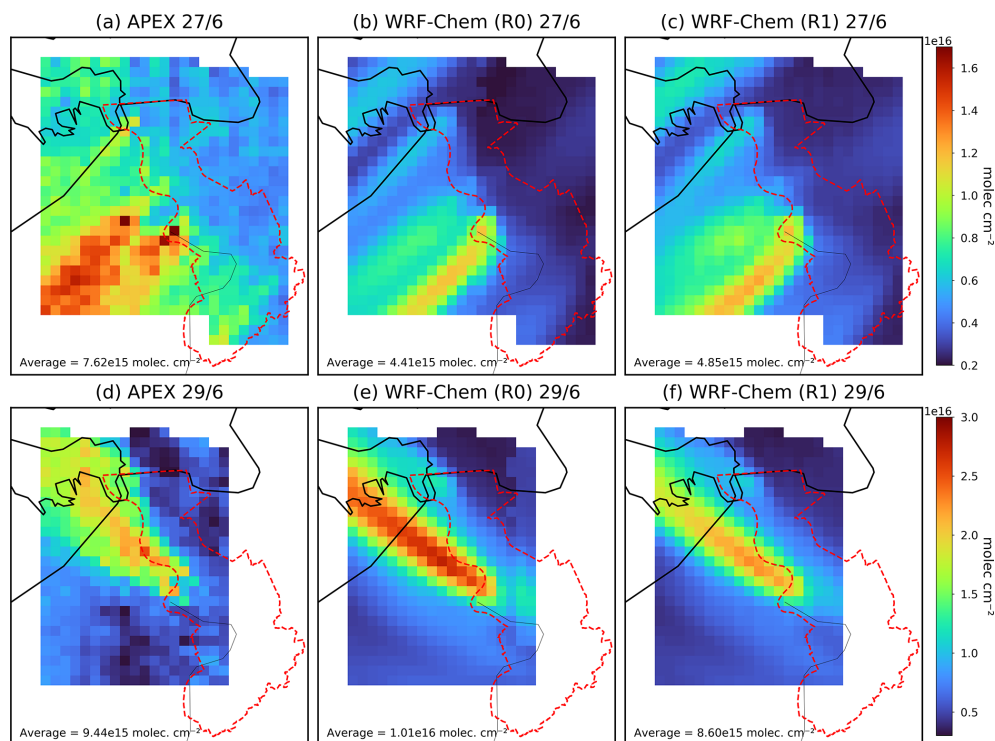 (a) APEX 27/6
(b) WRF-Chem (R0) 27/6
(c) WRF-Chem (R1) 27/6
1e16
1.6
1.4
1.2
1.0
0.8
0.6
0.4
0.2
molec cm⁻²
Average = 7.62e15 molec. cm⁻²
Average = 4.41e15 molec. cm⁻²
Average = 4.85e15 molec. cm⁻²
(d) APEX 29/6
(e) WRF-Chem (R0) 29/6
(f) WRF-Chem (R1) 29/6
1e16
3.0
2.5
2.0
1.5
1.0
0.5
molec cm⁻²
Average = 9.44e15 molec. cm⁻²
Average = 1.01e16 molec. cm⁻²
Average = 8.60e15 molec. cm⁻²